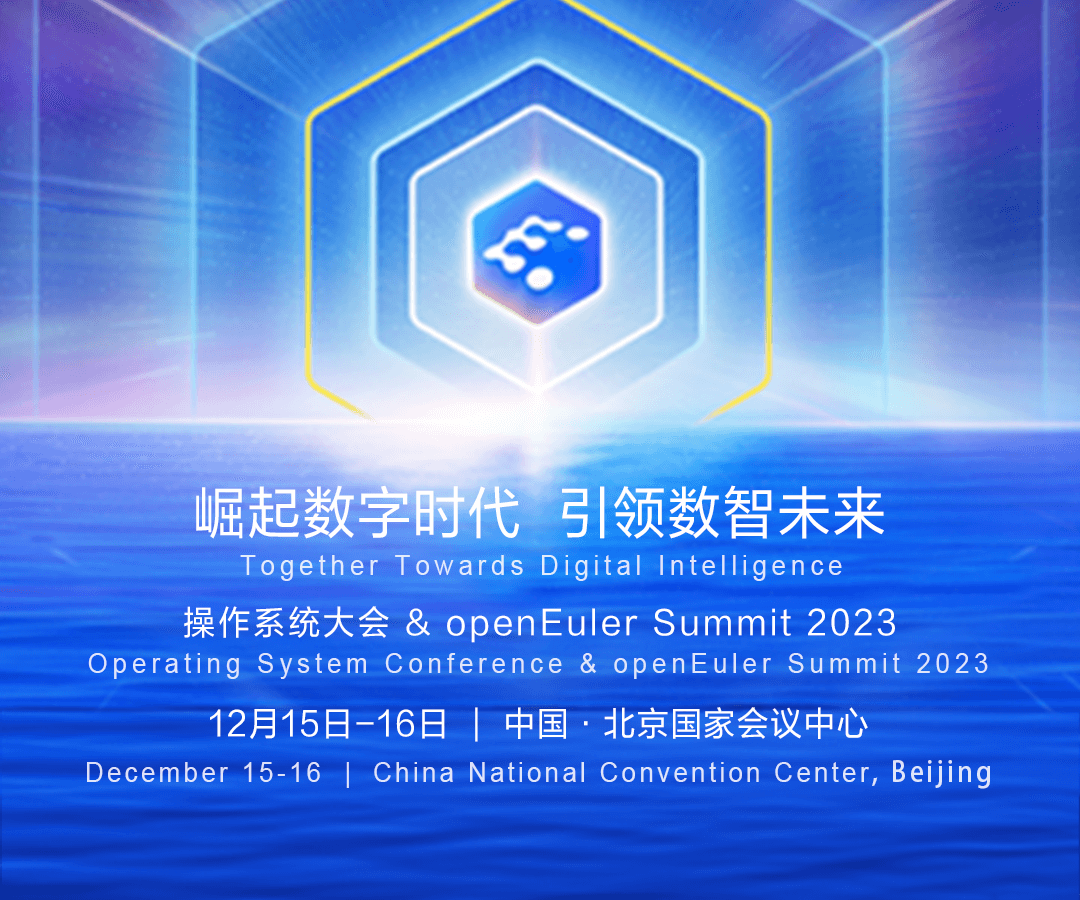 崛起数字时代 引领数智未来
Together Towards Digital Intelligence
操作系统大会 & openEuler Summit 2023
Operating System Conference & openEuler Summit 2023
12月15日-16日 | 中国 · 北京国家会议中心
December 15-16 | China National Convention Center, Beijing